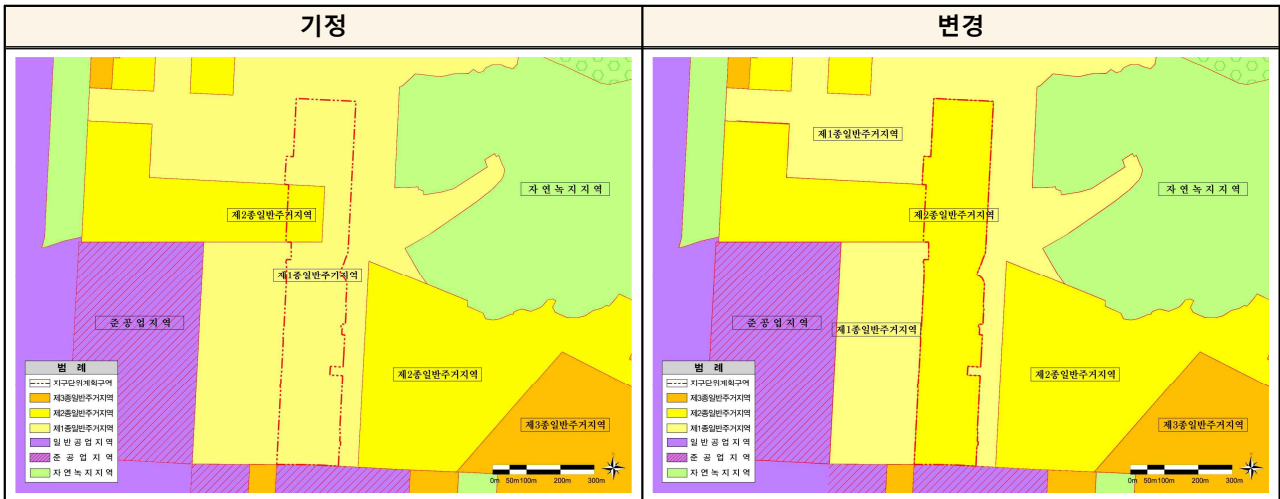 기정
변경
자연녹지지역
제2종일반주거지역
제1종일반주거지역
준공업지역
제2종일반주거지역
제3종일반주거지역
범 례
지구단위계획구역
제3종일반주거지역
제2종일반주거지역
제1종일반주거지역
일반공업지역
준공업지역
자연녹지지역
0m 50m100m 200m 300m
제1종일반주거지역
자연녹지지역
제2종일반주거지역
준공업지역
제1종일반주거지역
제2종일반주거지역
제3종일반주거지역
범 례
지구단위계획구역
제3종일반주거지역
제2종일반주거지역
제1종일반주거지역
일반공업지역
준공업지역
자연녹지지역
0m 50m100m 200m 300m